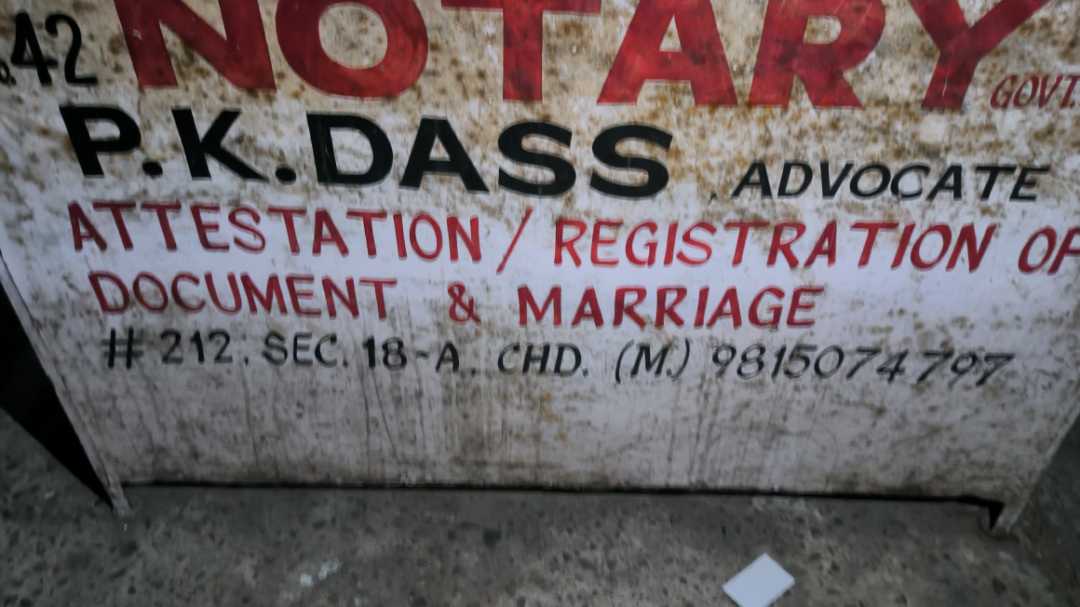 42 NOTARY
GOVT.
P.K.DASS, ADVOCATE
ATTESTATION / REGISTRATION OF
DOCUMENT & MARRIAGE
# 212, SEC. 18-A, CHD. (M.) 9815074797